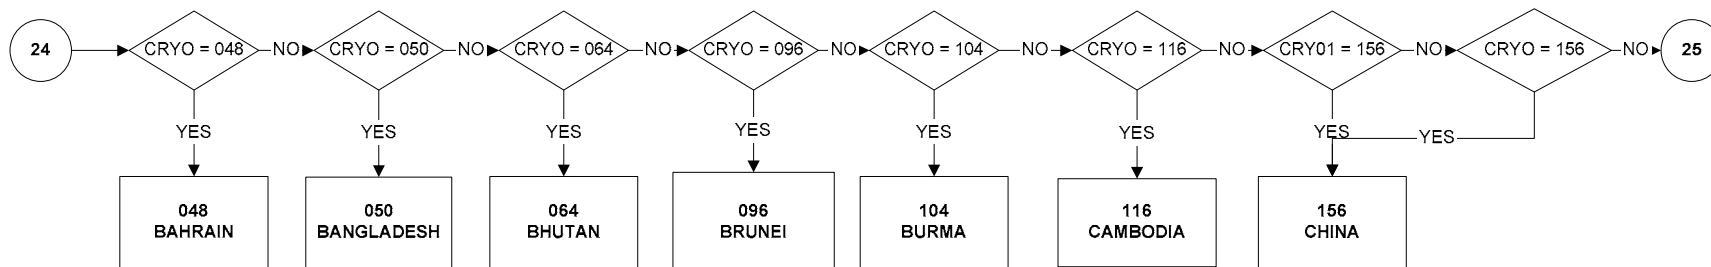 24
CRYO = 048
NO
CRYO = 050
NO
CRYO = 064
NO
CRYO = 096
NO
CRYO = 104
NO
CRYO = 116
NO
CRY01 = 156
NO
CRYO = 156
NO
25
YES
YES
YES
YES
YES
YES
YES
YES
048
BAHRAIN
050
BANGLADESH
064
BHUTAN
096
BRUNEI
104
BURMA
116
CAMBODIA
156
CHINA